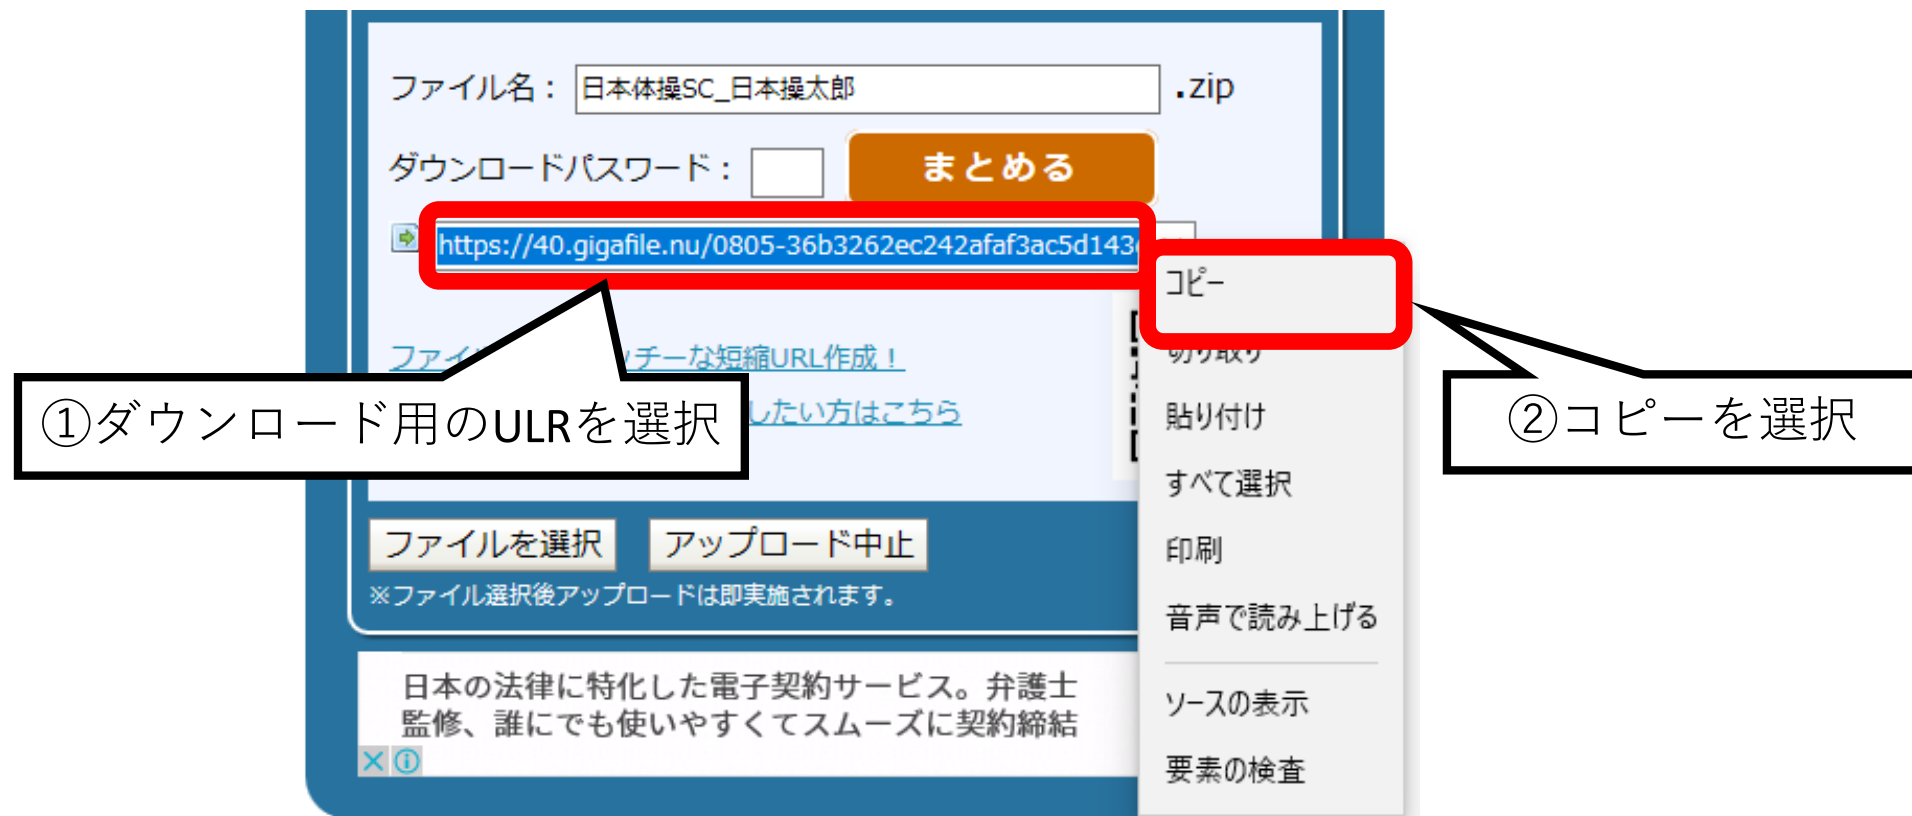 ファイル名： 日本体操SC_日本操太郎 .zip
ダウンロードパスワード： まとめる
https://40.gigafile.nu/0805-36b3262ec242afaf3ac5d143
コピー
切り取り
貼り付け
すべて選択
印刷
音声で読み上げる
ソースの表示
要素の検査
ファイ
ッチーな短縮URL作成！
したい方はこちら
①ダウンロード用のULRを選択
②コピーを選択
ファイルを選択 アップロード中止
※ファイル選択後アップロードは即実施されます。
日本の法律に特化した電子契約サービス。弁護士
監修、誰にでも使いやすくてスムーズに契約締結